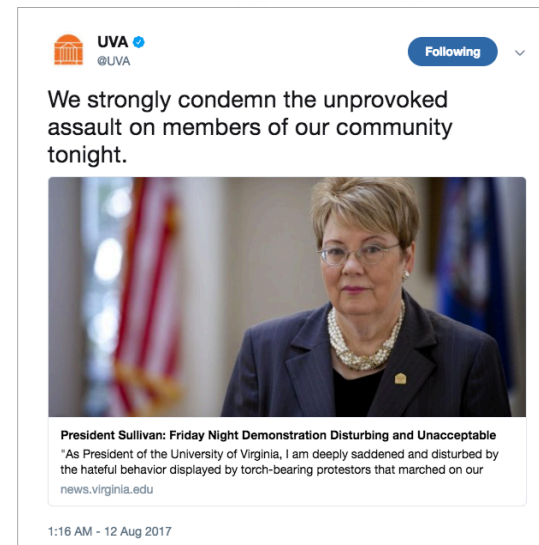 UVA
@UVA
Following
We strongly condemn the unprovoked
assault on members of our community
tonight.
President Sullivan: Friday Night Demonstration Disturbing and Unacceptable
"As President of the University of Virginia, I am deeply saddened and disturbed by
the hateful behavior displayed by torch-bearing protestors that marched on our
news.virginia.edu
1:16 AM - 12 Aug 2017